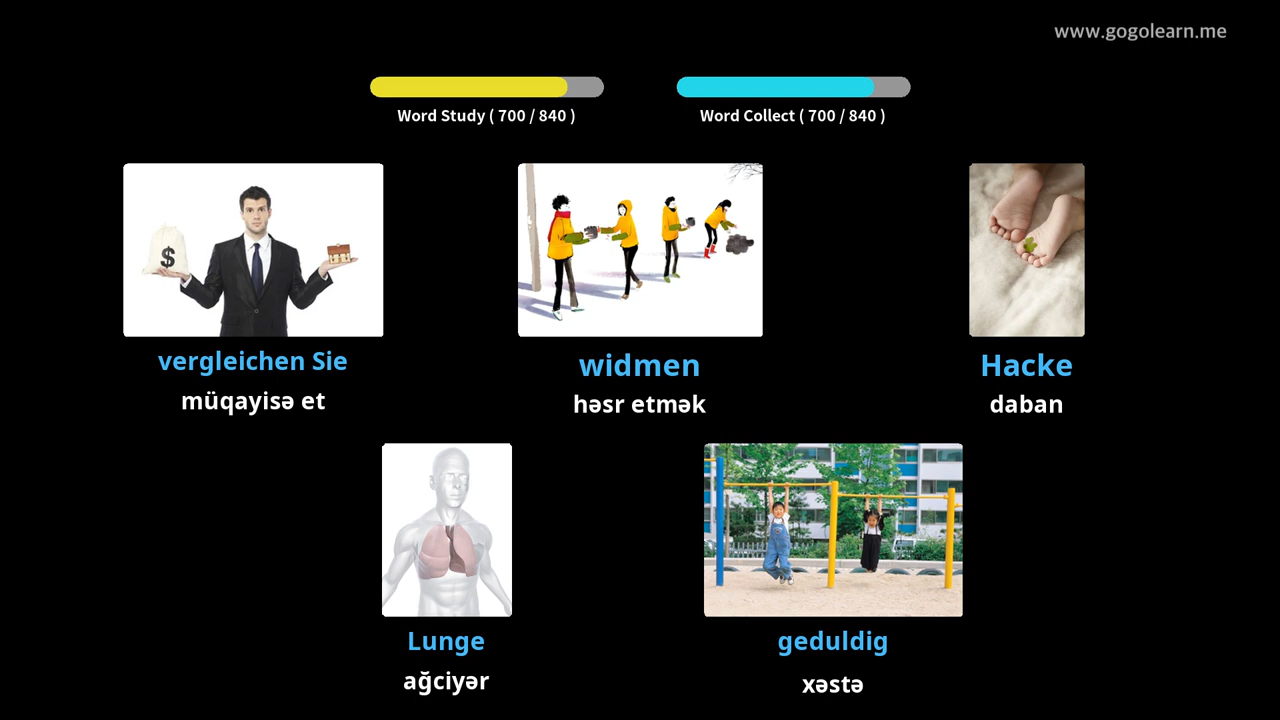 www.gogolearn.me
Word Study ( 700 / 840 )
Word Collect ( 700 / 840 )
$
vergleichen Sie
müqayisə et
widmen
həsr etmək
Hacke
daban
Lunge
ağciyər
geduldig
xəstə